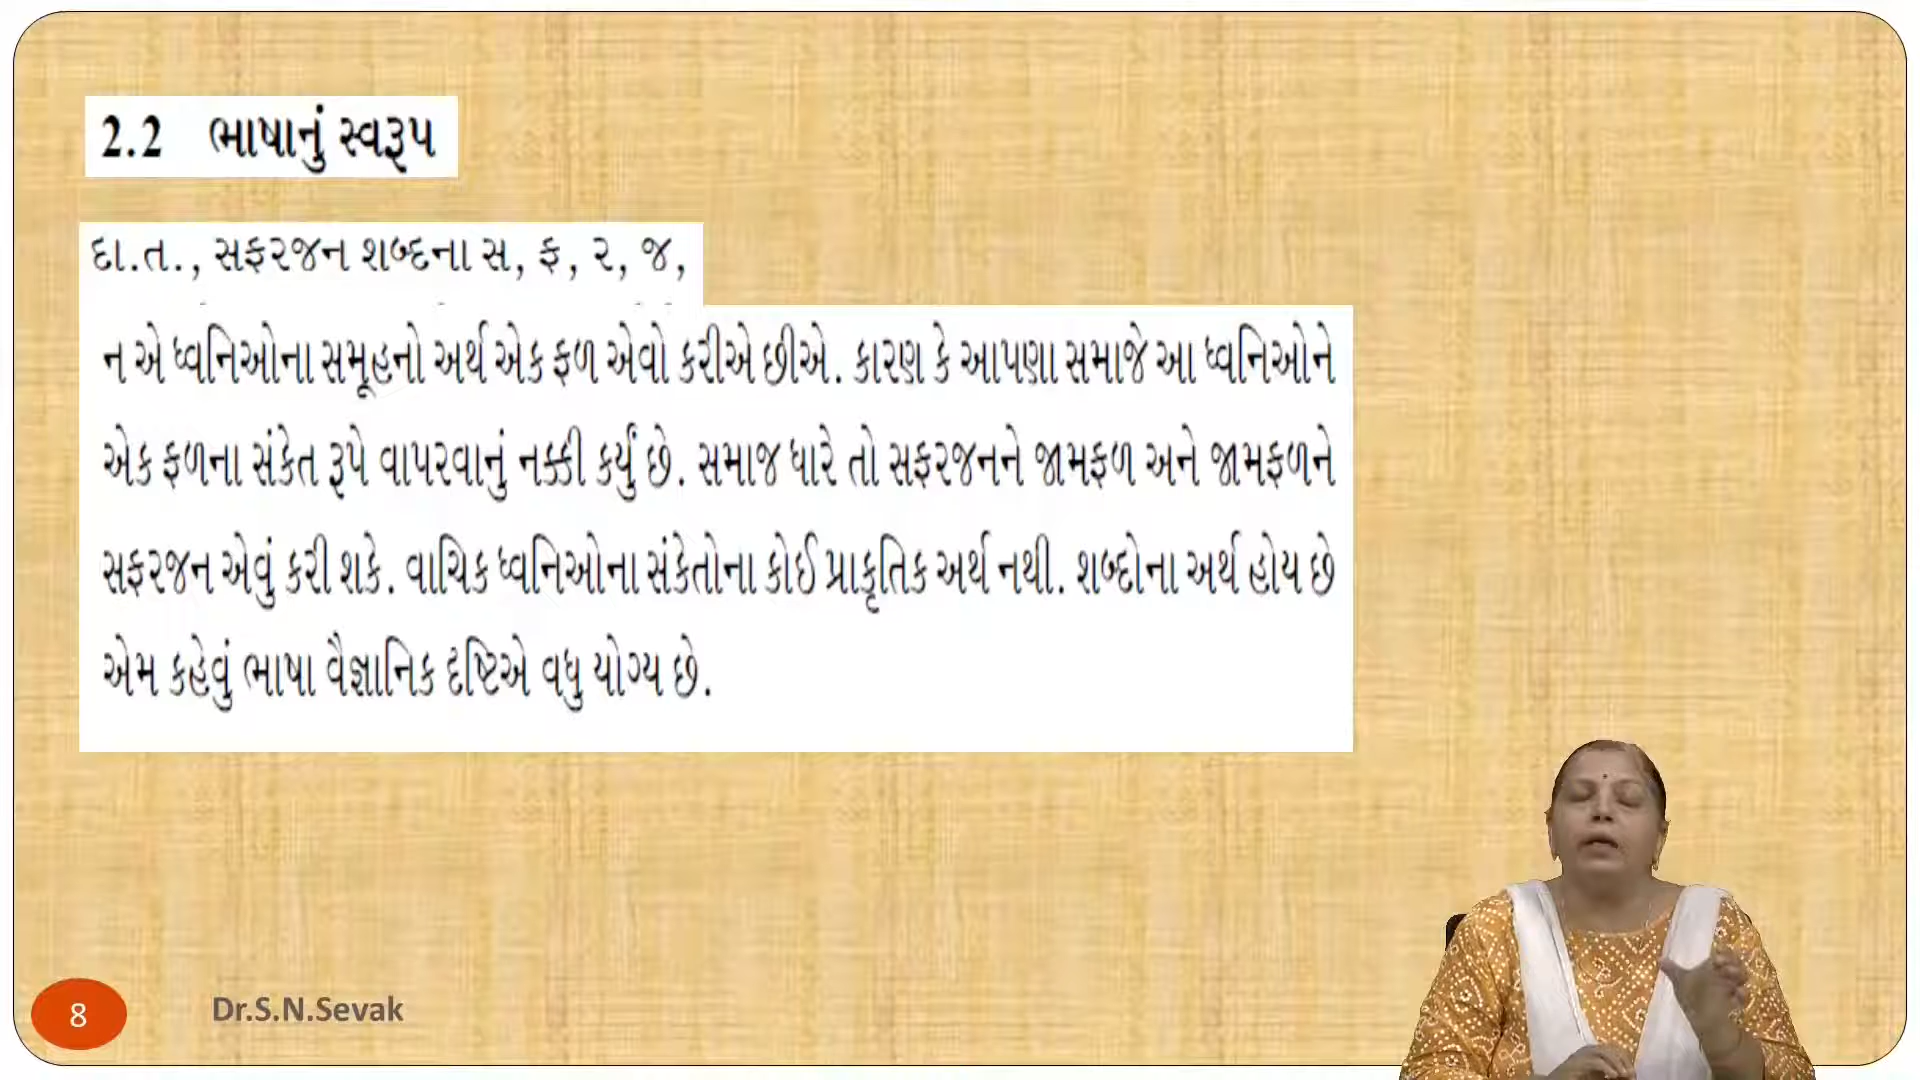 2.2 ભાષાનું સ્વરૂપ
દા.ત., સફરજન શબ્દના સ, ફ, ર, જ,
ન એ ધ્વનિઓના સમૂહનો અર્થ એક ફળ એવો કરીએ છીએ. કારણ કે આપણા સમાજે આ ધ્વનિઓને
એક ફળના સંકેત રૂપે વાપરવાનું નક્કી કર્યું છે. સમાજ ધારે તો સફરજનને જામફળ અને જામફળને
સફરજન એવું કરી શકે. વાચિક ધ્વનિઓના સંકેતોના કોઈ પ્રાકૃતિક અર્થ નથી. શબ્દોના અર્થ હોય છે
એમ કહેવું ભાષા વૈજ્ઞાનિક દૃષ્ટિએ વધુ યોગ્ય છે.
8 Dr.S.N.Sevak